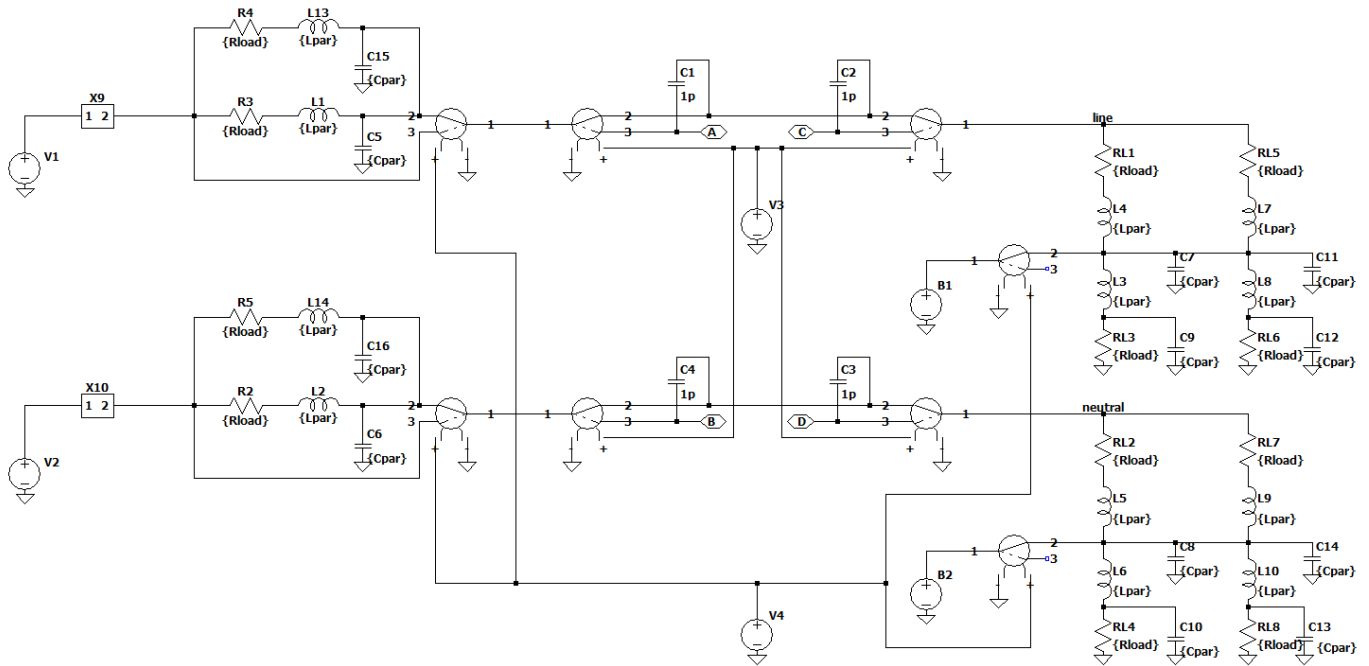 R4 L13
{Rload} {Lpar}
C15
{Cpar}
X9
1 2
R3 L1
{Rload} {Lpar}
C5
{Cpar}
V1
+
−
2
3
1
+ -
1
2
3
- +
C1
1p
A
C2
1p
C
2
3
1
+ -
V3
+
−
line
RL1
{Rload}
RL5
{Rload}
L4
{Lpar}
L7
{Lpar}
1
2
3
- +
B1
+
−
C7
{Cpar}
C11
{Cpar}
L3
{Lpar}
L8
{Lpar}
RL3
{Rload}
C9
{Cpar}
RL6
{Rload}
C12
{Cpar}
R5 L14
{Rload} {Lpar}
C16
{Cpar}
X10
1 2
R2 L2
{Rload} {Lpar}
C6
{Cpar}
V2
+
−
2
3
1
+ -
1
2
3
- +
C4
1p
B
C3
1p
D
2
3
1
+ -
neutral
RL2
{Rload}
RL7
{Rload}
L5
{Lpar}
L9
{Lpar}
1
2
3
- +
B2
+
−
C8
{Cpar}
C14
{Cpar}
L6
{Lpar}
L10
{Lpar}
V4
+
−
RL4
{Rload}
C10
{Cpar}
RL8
{Rload}
C13
{Cpar}